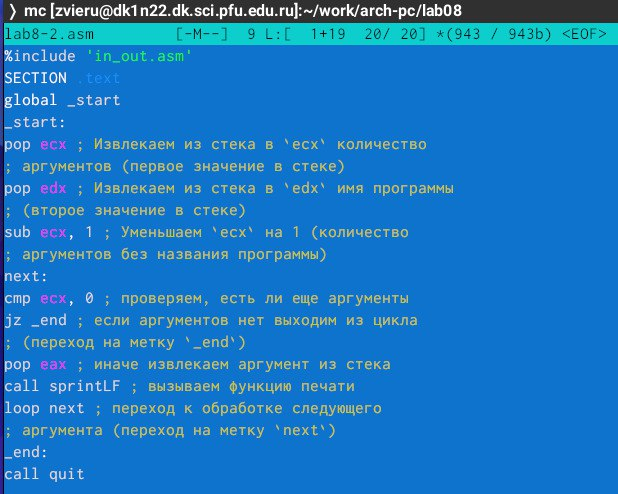 ❯ mc [zvieru@dk1n22.dk.sci.pfu.edu.ru]:~/work/arch-pc/lab08
lab8-2.asm [-M--] 9 L:[ 1+19 20/ 20] *(943 / 943b) <EOF>
%include 'in_out.asm'
SECTION .text
global _start
_start:
pop ecx ; Извлекаем из стека в `ecx` количество
; аргументов (первое значение в стеке)
pop edx ; Извлекаем из стека в `edx` имя программы
; (второе значение в стеке)
sub ecx, 1 ; Уменьшаем `ecx` на 1 (количество
; аргументов без названия программы)
next:
cmp ecx, 0 ; проверяем, есть ли еще аргументы
jz _end ; если аргументов нет выходим из цикла
; (переход на метку `_end`)
pop eax ; иначе извлекаем аргумент из стека
call sprintLF ; вызываем функцию печати
loop next ; переход к обработке следующего
; аргумента (переход на метку `next`)
_end:
call quit